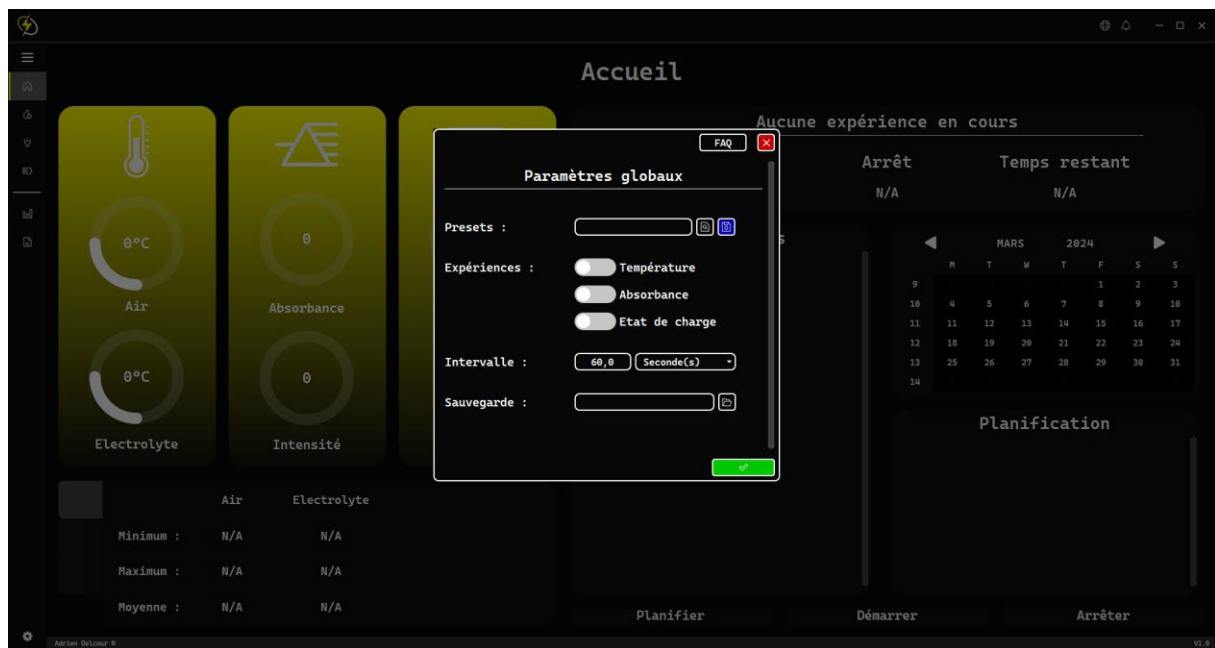 Accueil
Aucune expérience en cours
FAQ
Arrêt
Temps restant
Paramètres globaux
N/A
N/A
Presets :
0°C
0
MARS 2024
M T W T F S S
Expériences :
Température
9 1 2 3
Absorbance
10 4 5 6 7 8 9 10
Air
Absorbance
Etat de charge
11 11 12 13 14 15 16 17
12 18 19 20 21 22 23 24
Intervalle :
60,0
Seconde(s)
13 25 26 27 28 29 30 31
0°C
0
14
Sauvegarde :
Electrolyte
Intensité
Planification
Air Electrolyte
Minimum : N/A N/A
Maximum : N/A N/A
Moyenne : N/A N/A
Planifier
Démarrer
Arrêter
Adrien Delcour ®
V1.0